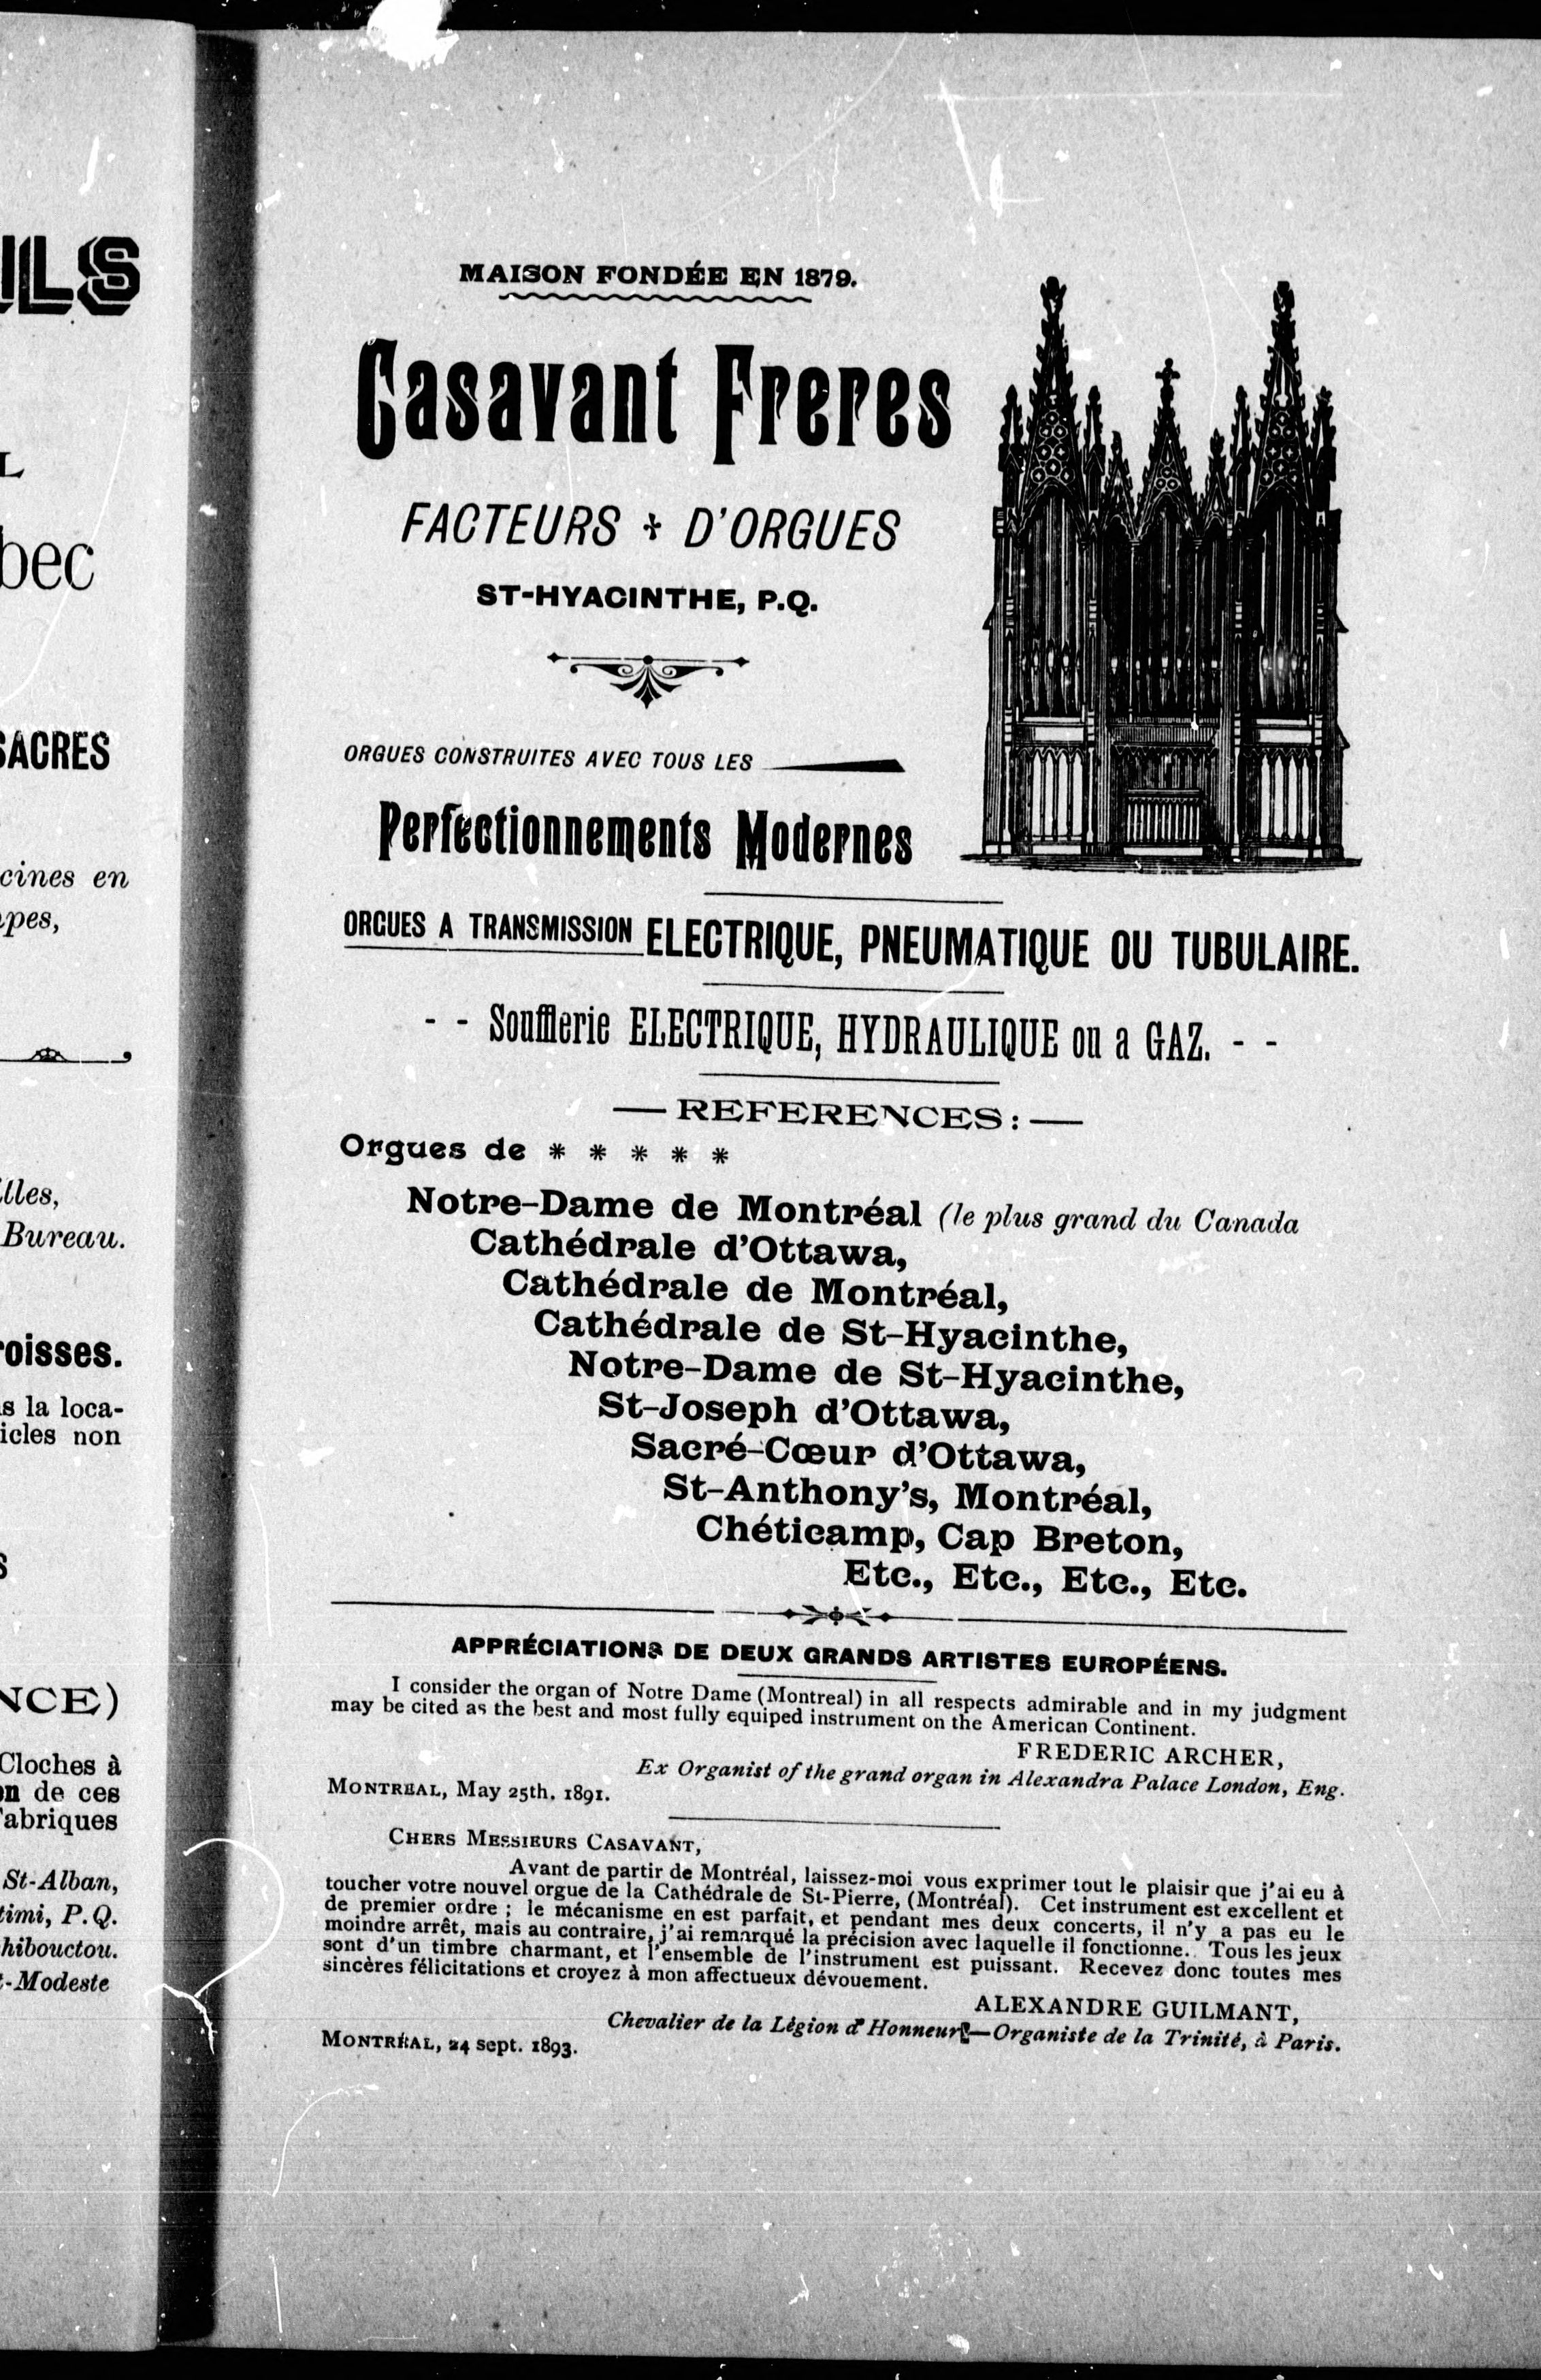 ILS
L
bec
SACRES
cines en
apes,
illes,
Bureau.
roisses.
s la loca-
icles non
S
NCE)
Cloches à
on de ces
Fabriques
St-Alban,
timi, P.Q.
hibouctou.
t-Modeste
MAISON FONDÉE EN 1879.
Casavant Freres
FACTEURS D'ORGUES
ST-HYACINTHE, P.Q.
ORGUES CONSTRUITES AVEC TOUS LES
Perfectionnements Modernes
ORGUES A TRANSMISSION ELECTRIQUE, PNEUMATIQUE OU TUBULAIRE.
- - Soufflerie ELECTRIQUE, HYDRAULIQUE ou a GAZ. - -
— REFERENCES: —
Orgues de * * * * *
Notre-Dame de Montréal (le plus grand du Canada
Cathédrale d'Ottawa,
Cathédrale de Montréal,
Cathédrale de St-Hyacinthe,
Notre-Dame de St-Hyacinthe,
St-Joseph d'Ottawa,
Sacré-Cœur d'Ottawa,
St-Anthony's, Montréal,
Chéticamp, Cap Breton,
Etc., Etc., Etc., Etc.
APPRÉCIATIONS DE DEUX GRANDS ARTISTES EUROPÉENS.
I consider the organ of Notre Dame (Montreal) in all respects admirable and in my judgment
may be cited as the best and most fully equiped instrument on the American Continent.
FREDERIC ARCHER,
Ex Organist of the grand organ in Alexandra Palace London, Eng.
MONTREAL, May 25th. 1891.
CHERS MESSIEURS CASAVANT,
Avant de partir de Montréal, laissez-moi vous exprimer tout le plaisir que j'ai eu à
toucher votre nouvel orgue de la Cathédrale de St-Pierre, (Montréal). Cet instrument est excellent et
de premier ordre ; le mécanisme en est parfait, et pendant mes deux concerts, il n'y a pas eu le
moindre arrêt, mais au contraire, j'ai remarqué la précision avec laquelle il fonctionne. Tous les jeux
sont d'un timbre charmant, et l'ensemble de l'instrument est puissant. Recevez donc toutes mes
sincères félicitations et croyez à mon affectueux dévouement.
ALEXANDRE GUILMANT,
Chevalier de la Légion d'Honneur—Organiste de la Trinité, à Paris.
MONTRÉAL, 24 sept. 1893.